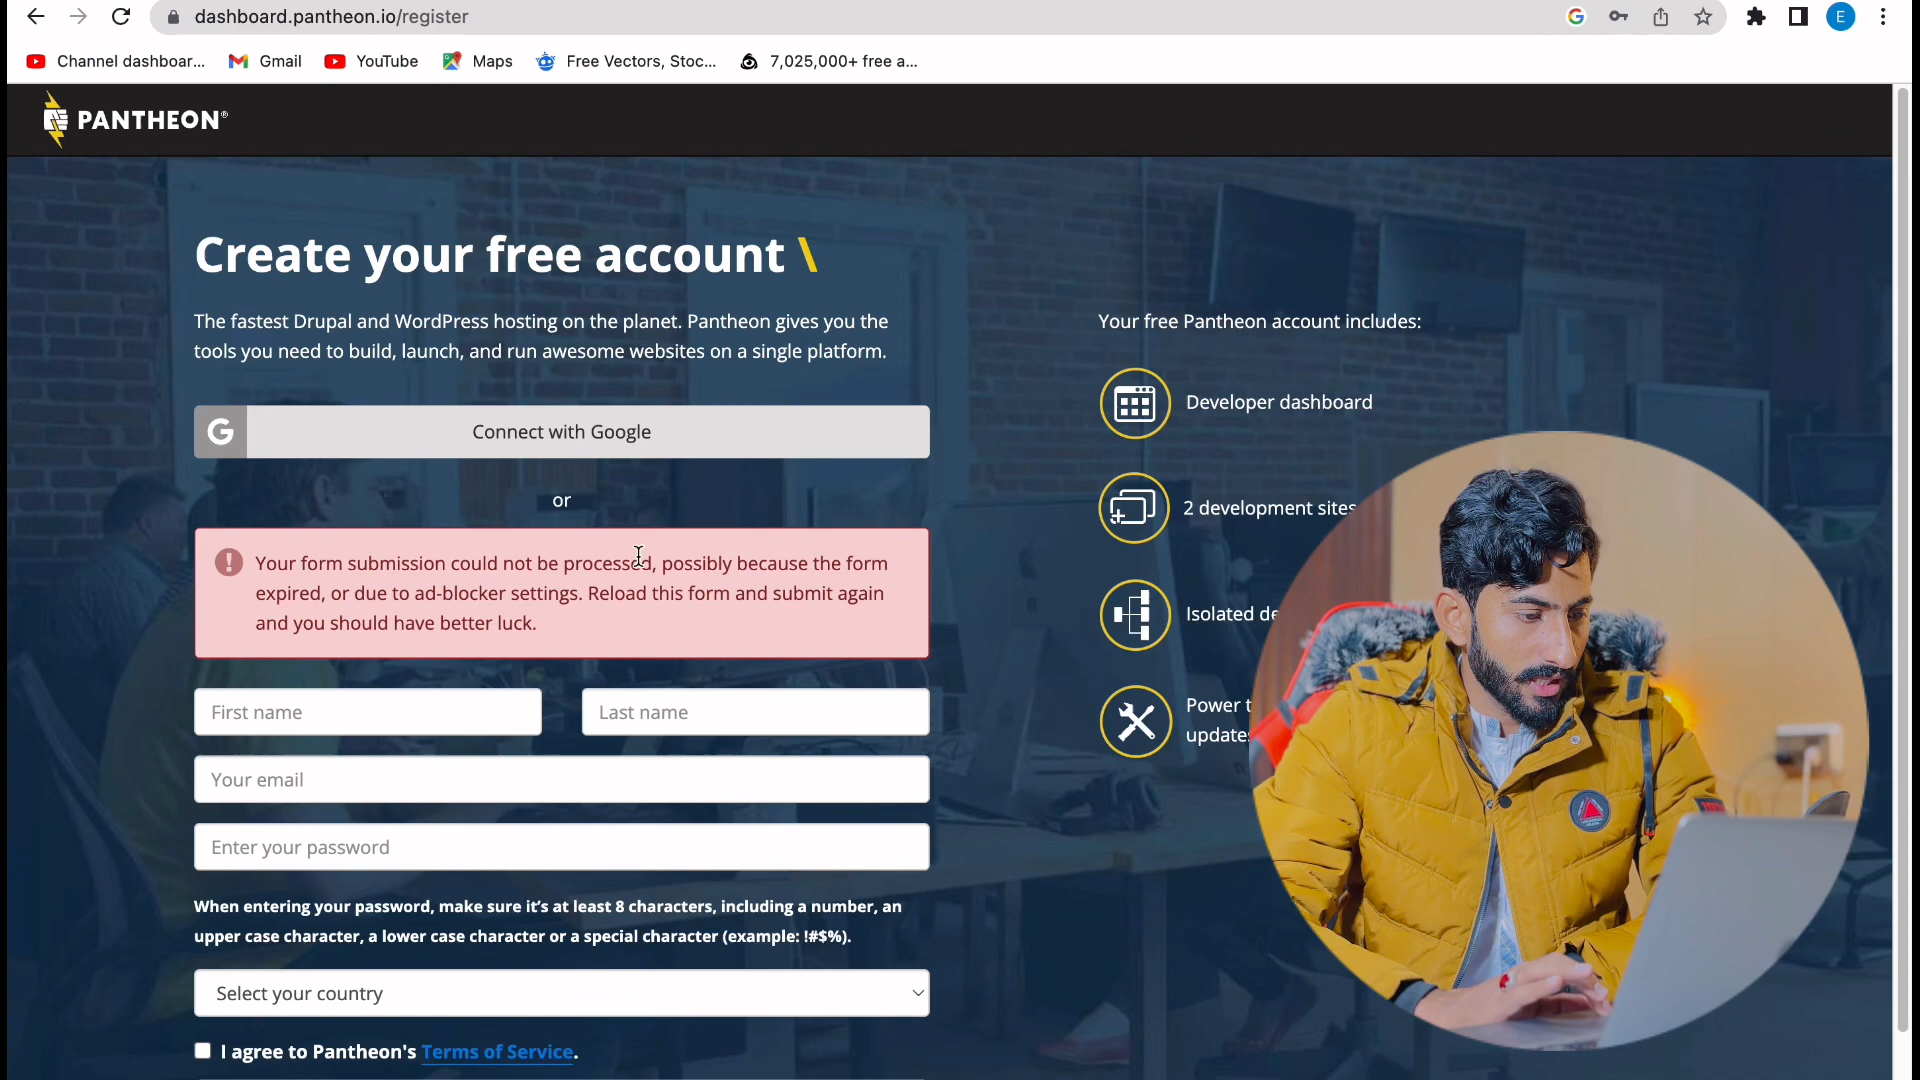 dashboard.pantheon.io/register
E
Channel dashboar...
Gmail
YouTube
Maps
Free Vectors, Stoc...
7,025,000+ free a...
PANTHEON®
Create your free account \
The fastest Drupal and WordPress hosting on the planet. Pantheon gives you the
tools you need to build, launch, and run awesome websites on a single platform.
G
Connect with Google
or
Your form submission could not be processed, possibly because the form
expired, or due to ad-blocker settings. Reload this form and submit again
and you should have better luck.
First name
Last name
Your email
Enter your password
When entering your password, make sure it’s at least 8 characters, including a number, an
upper case character, a lower case character or a special character (example: !#$%).
Select your country
I agree to Pantheon's Terms of Service.
Your free Pantheon account includes:
Developer dashboard
2 development sites
Isolated de
Power t
updates